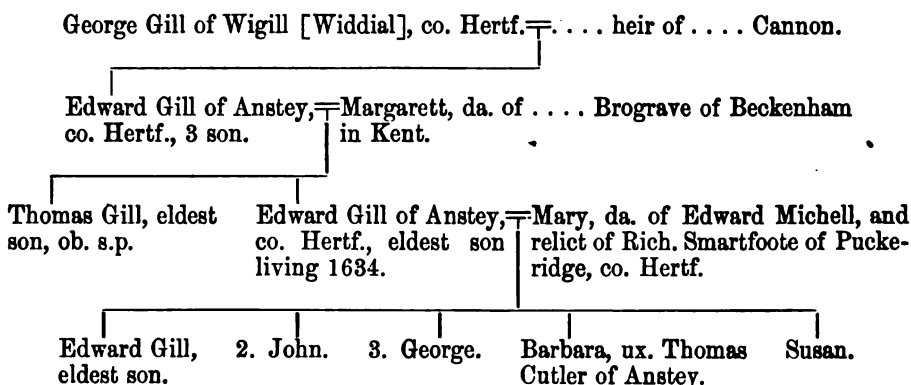 George Gill of Wigill [Widdial], co. Hertf.=. . . . heir of . . . . Cannon.
Edward Gill of Anstey,=Margarett, da. of . . . . Brograve of Beckenham
co. Hertf., 3 son. in Kent.
Thomas Gill, eldest
son, ob. s.p.
Edward Gill of Anstey,=Mary, da. of Edward Michell, and
co. Hertf., eldest son relict of Rich. Smartfoote of Pucke-
living 1634. ridge, co. Hertf.
Edward Gill,
eldest son.
2. John.
3. George.
Barbara, ux. Thomas
Cutler of Anstey.
Susan.